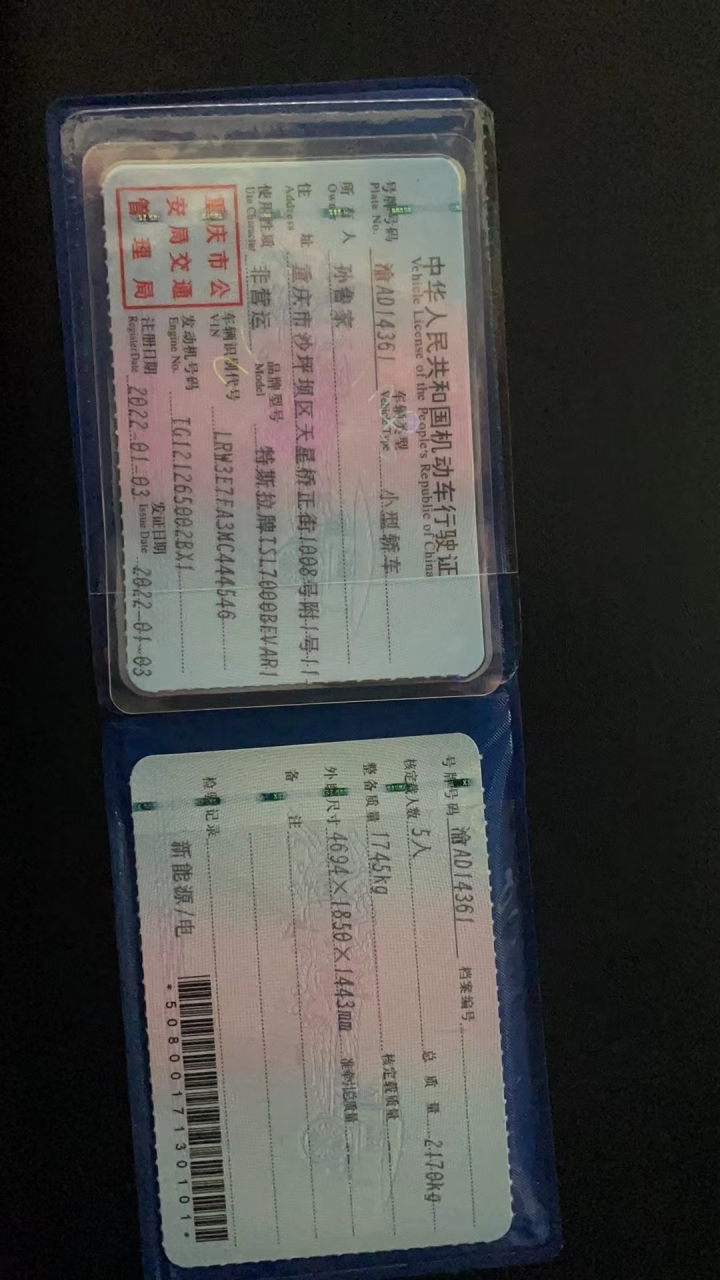 中华人民共和国机动车行驶证
Vehicle License of the People's Republic of China
号牌号码 渝AD14361 车辆类型 小型轿车
Plate No. Vehicle Type
所有人 孙鲁家
Owner
住址 重庆市沙坪坝区天星桥正街1008号附1号11
Address
使用性质 非营运 品牌型号 特斯拉牌TSL7000BEVAR1
Use Character Model
车辆识别代号 LRW3E7FA3MC444546
VIN
发动机号码 TG121265002BX1
Engine No.
注册日期 2022-01-03 发证日期 2022-01-03
Register Date Issue Date
重庆市公
安局交通
管理局
号牌号码 渝AD14361 档案编号
核定载人数 5人 总质量 2170kg
整备质量 1745kg 核定载质量
外廓尺寸 4694×1850×1443mm 准牵引总质量
备注
检验记录
新能源/电
*5080017130101*